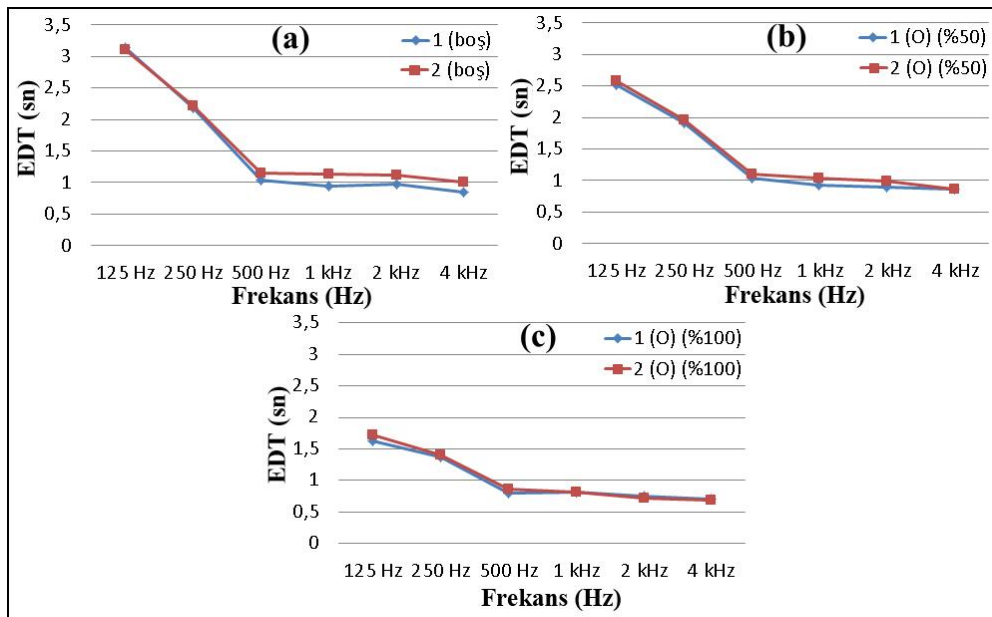 (a)
1 (boş)
2 (boş)
EDT (sn)
3,5
3
2,5
2
1,5
1
0,5
0
125 Hz 250 Hz 500 Hz 1 kHz 2 kHz 4 kHz
Frekans (Hz)
(b)
1 (O) (%50)
2 (O) (%50)
EDT (sn)
3,5
3
2,5
2
1,5
1
0,5
0
125 Hz 250 Hz 500 Hz 1 kHz 2 kHz 4 kHz
Frekans (Hz)
(c)
1 (O) (%100)
2 (O) (%100)
EDT (sn)
3,5
3
2,5
2
1,5
1
0,5
0
125 Hz 250 Hz 500 Hz 1 kHz 2 kHz 4 kHz
Frekans (Hz)